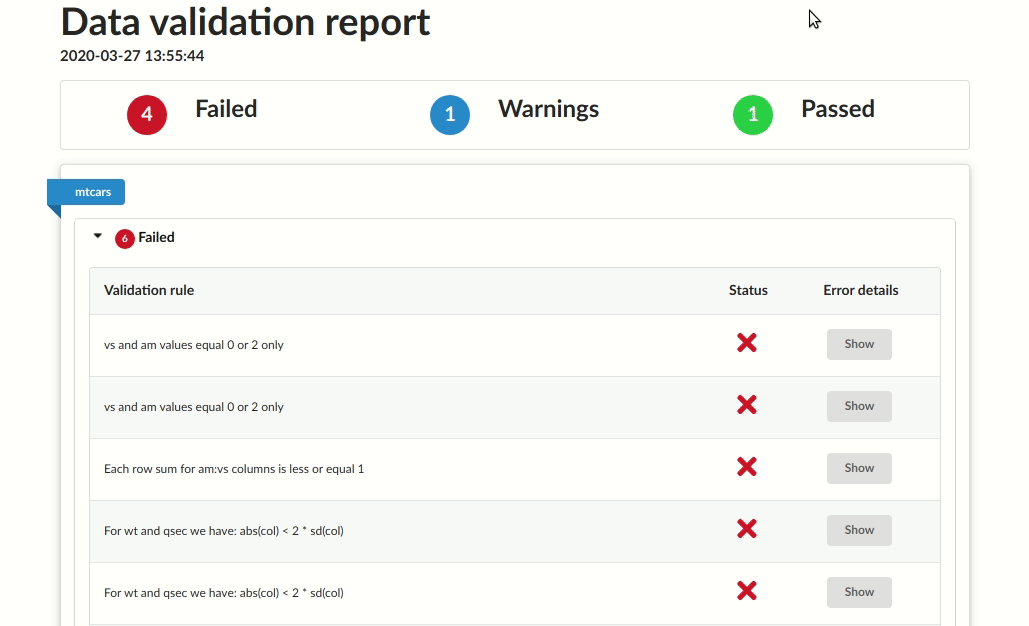 Data validation report
2020-03-27 13:55:44
4 Failed 1 Warnings 1 Passed
mtcars
6 Failed
Validation rule Status Error details
vs and am values equal 0 or 2 only Show
vs and am values equal 0 or 2 only Show
Each row sum for am:vs columns is less or equal 1 Show
For wt and qsec we have: abs(col) < 2 * sd(col) Show
For wt and qsec we have: abs(col) < 2 * sd(col) Show